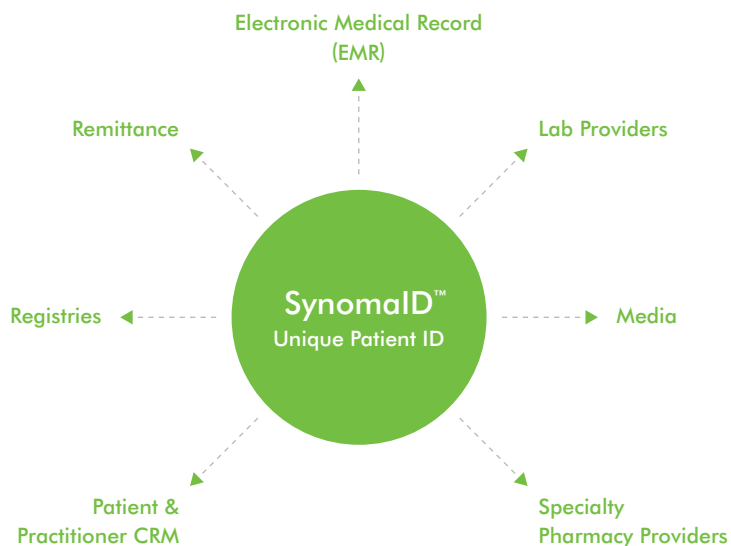 Electronic Medical Record
(EMR)
Remittance
Lab Providers
SynomaID™
Unique Patient ID
Registries
Media
Patient &
Practitioner CRM
Specialty
Pharmacy Providers